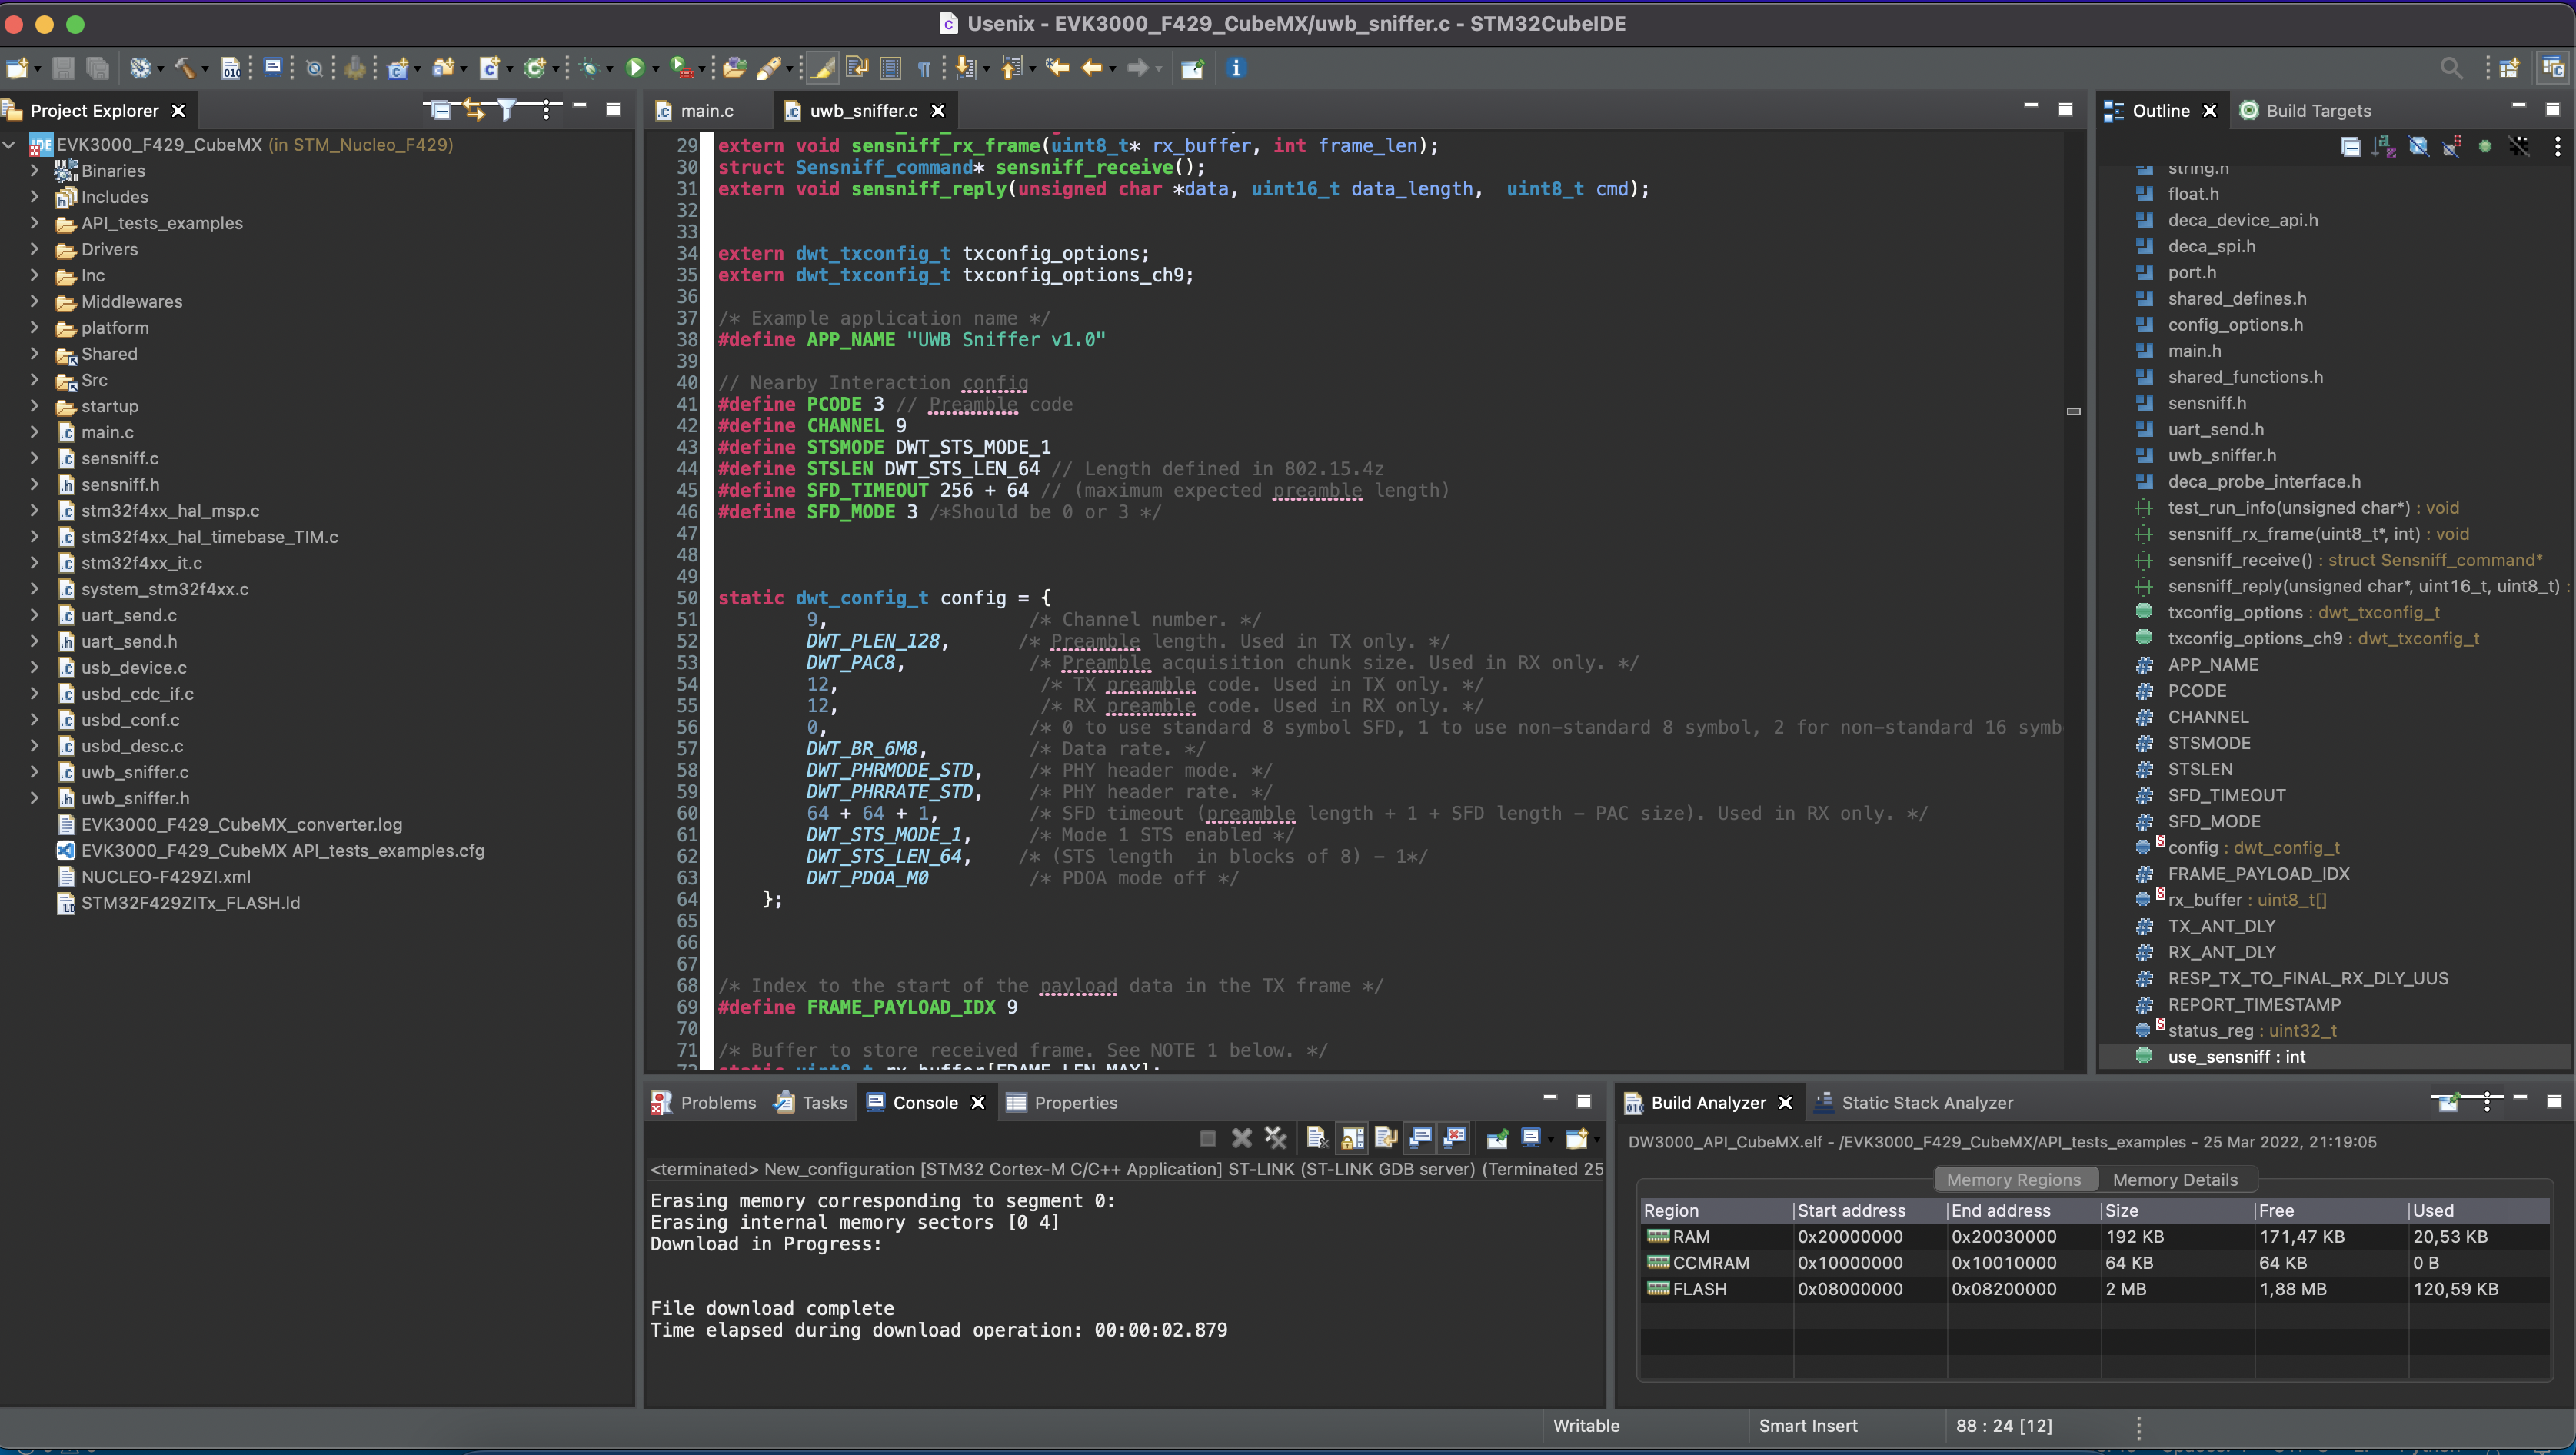 Usenix - EVK3000_F429_CubeMX/uwb_sniffer.c - STM32CubeIDE
Project Explorer
EVK3000_F429_CubeMX (in STM_Nucleo_F429)
Binaries
Includes
API_tests_examples
Drivers
Inc
Middlewares
platform
Shared
Src
startup
main.c
sensniff.c
sensniff.h
stm32f4xx_hal_msp.c
stm32f4xx_hal_timebase_TIM.c
stm32f4xx_it.c
system_stm32f4xx.c
uart_send.c
uart_send.h
usb_device.c
usbd_cdc_if.c
usbd_conf.c
usbd_desc.c
uwb_sniffer.c
uwb_sniffer.h
EVK3000_F429_CubeMX_converter.log
EVK3000_F429_CubeMX API_tests_examples.cfg
NUCLEO-F429ZI.xml
STM32F429ZITx_FLASH.ld
main.c
uwb_sniffer.c
29 extern void sensniff_rx_frame(uint8_t* rx_buffer, int frame_len);
30 struct Sensniff_command* sensniff_receive();
31 extern void sensniff_reply(unsigned char *data, uint16_t data_length,  uint8_t cmd);
32
33
34 extern dwt_txconfig_t txconfig_options;
35 extern dwt_txconfig_t txconfig_options_ch9;
36
37 /* Example application name */
38 #define APP_NAME "UWB Sniffer v1.0"
39
40 // Nearby Interaction config
41 #define PCODE 3 // Preamble code
42 #define CHANNEL 9
43 #define STSMODE DWT_STS_MODE_1
44 #define STSLEN DWT_STS_LEN_64 // Length defined in 802.15.4z
45 #define SFD_TIMEOUT 256 + 64 // (maximum expected preamble length)
46 #define SFD_MODE 3 /*Should be 0 or 3 */
47
48
49
50 static dwt_config_t config = {
51 9, /* Channel number. */
52 DWT_PLEN_128, /* Preamble length. Used in TX only. */
53 DWT_PAC8, /* Preamble acquisition chunk size. Used in RX only. */
54 12, /* TX preamble code. Used in TX only. */
55 12, /* RX preamble code. Used in RX only. */
56 0, /* 0 to use standard 8 symbol SFD, 1 to use non-standard 8 symbol, 2 for non-standard 16 symb
57 DWT_BR_6M8, /* Data rate. */
58 DWT_PHRMODE_STD, /* PHY header mode. */
59 DWT_PHRRATE_STD, /* PHY header rate. */
60 64 + 64 + 1, /* SFD timeout (preamble length + 1 + SFD length - PAC size). Used in RX only. */
61 DWT_STS_MODE_1, /* Mode 1 STS enabled */
62 DWT_STS_LEN_64, /* (STS length  in blocks of 8) - 1*/
63 DWT_PDOA_M0 /* PDOA mode off */
64 };
65
66
67
68 /* Index to the start of the payload data in the TX frame */
69 #define FRAME_PAYLOAD_IDX 9
70
71 /* Buffer to store received frame. See NOTE 1 below. */
72 static uint8_t rx_buffer[FRAME_LEN_MAX];
Outline
Build Targets
string.h
float.h
deca_device_api.h
deca_spi.h
port.h
shared_defines.h
config_options.h
main.h
shared_functions.h
sensniff.h
uart_send.h
uwb_sniffer.h
deca_probe_interface.h
test_run_info(unsigned char*) : void
sensniff_rx_frame(uint8_t*, int) : void
sensniff_receive() : struct Sensniff_command*
sensniff_reply(unsigned char*, uint16_t, uint8_t) :
txconfig_options : dwt_txconfig_t
txconfig_options_ch9 : dwt_txconfig_t
APP_NAME
PCODE
CHANNEL
STSMODE
STSLEN
SFD_TIMEOUT
SFD_MODE
config : dwt_config_t
FRAME_PAYLOAD_IDX
rx_buffer : uint8_t[]
TX_ANT_DLY
RX_ANT_DLY
RESP_TX_TO_FINAL_RX_DLY_UUS
REPORT_TIMESTAMP
status_reg : uint32_t
use_sensniff : int
Problems
Tasks
Console
Properties
<terminated> New_configuration [STM32 Cortex-M C/C++ Application] ST-LINK (ST-LINK GDB server) (Terminated 25
Erasing memory corresponding to segment 0:
Erasing internal memory sectors [0 4]
Download in Progress:
File download complete
Time elapsed during download operation: 00:00:02.879
Build Analyzer
Static Stack Analyzer
DW3000_API_CubeMX.elf - /EVK3000_F429_CubeMX/API_tests_examples - 25 Mar 2022, 21:19:05
Memory Regions
Memory Details
Region Start address End address Size Free Used
RAM 0x20000000 0x20030000 192 KB 171,47 KB 20,53 KB
CCMRAM 0x10000000 0x10010000 64 KB 64 KB 0 B
FLASH 0x08000000 0x08200000 2 MB 1,88 MB 120,59 KB
Writable
Smart Insert
88 : 24 [12]